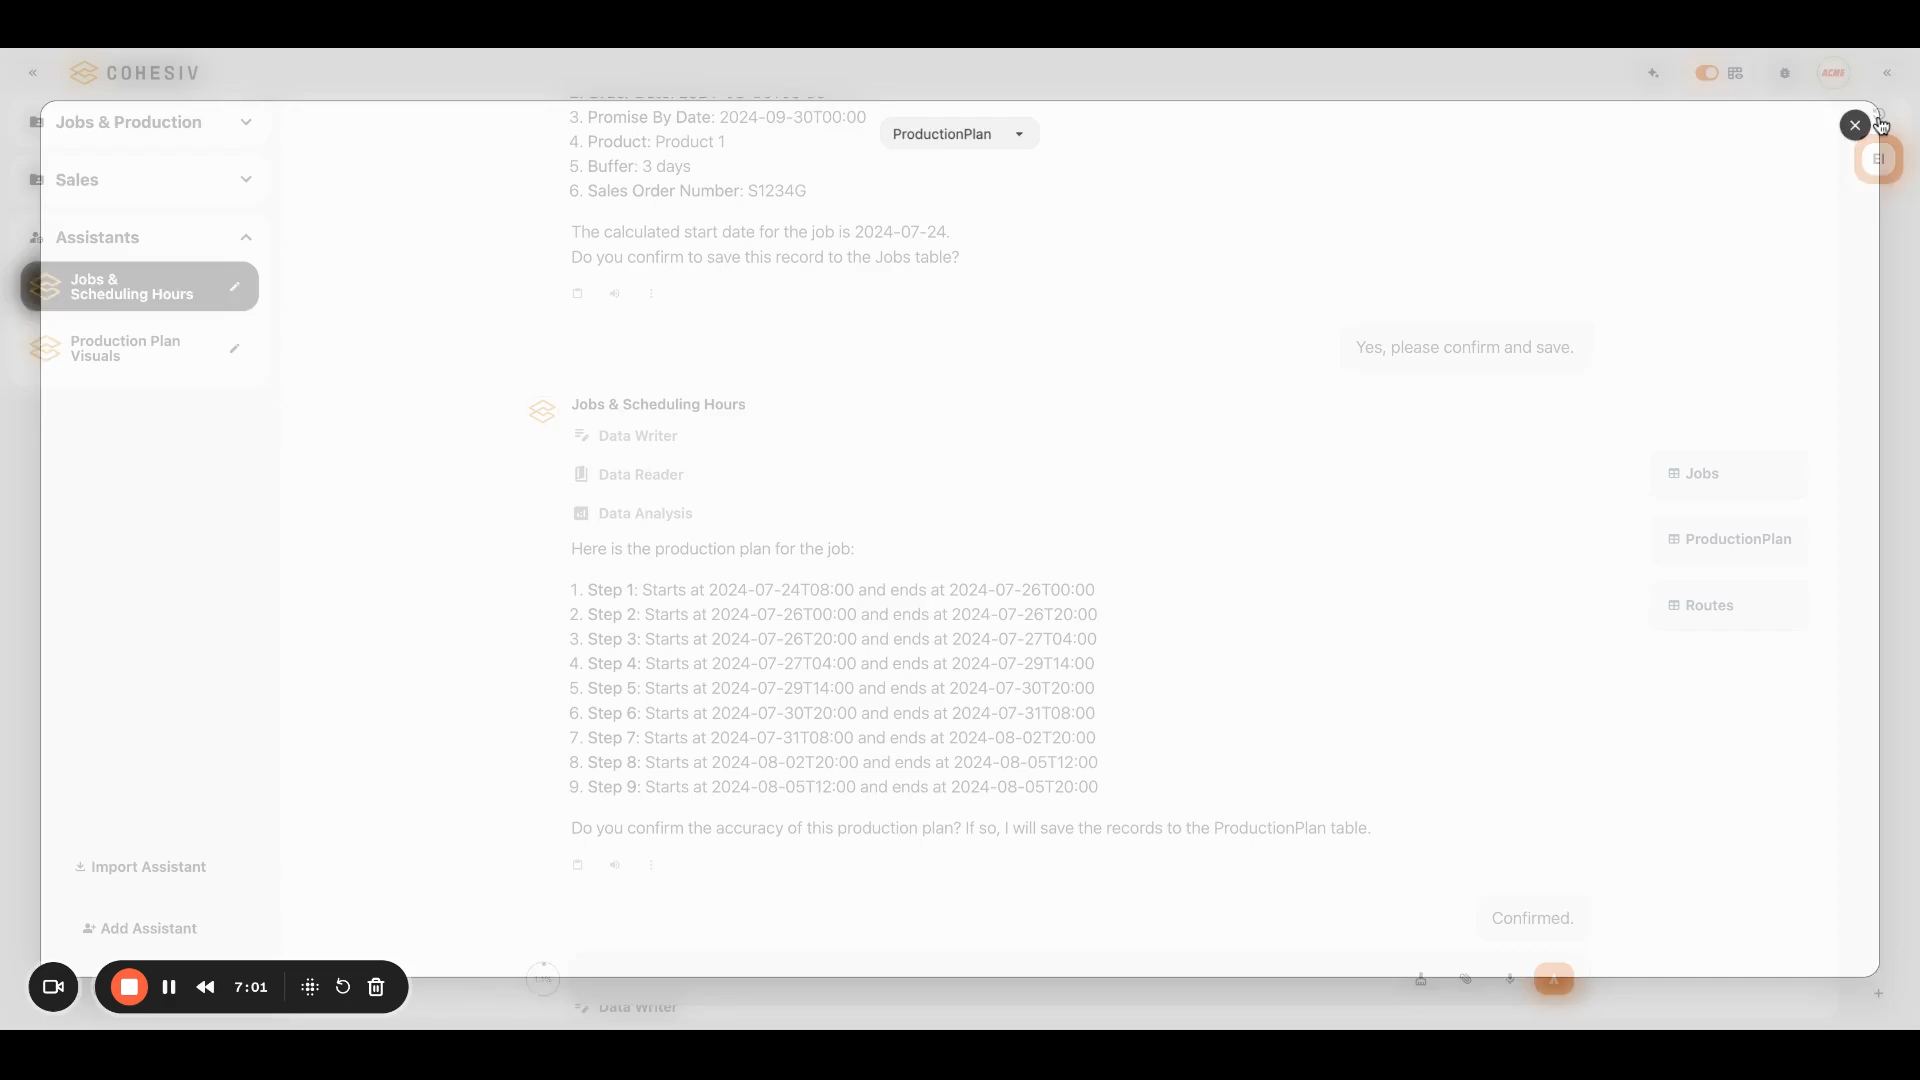 COHESIV
ACME
Jobs & Production
Sales
Assistants
Jobs &
Scheduling Hours
Production Plan
Visuals
Import Assistant
Add Assistant
7:01
ProductionPlan
EI
3. Promise By Date: 2024-09-30T00:00
4. Product: Product 1
5. Buffer: 3 days
6. Sales Order Number: S1234G
The calculated start date for the job is 2024-07-24.
Do you confirm to save this record to the Jobs table?
Yes, please confirm and save.
Jobs & Scheduling Hours
Data Writer
Data Reader
Data Analysis
Here is the production plan for the job:
1. Step 1: Starts at 2024-07-24T08:00 and ends at 2024-07-26T00:00
2. Step 2: Starts at 2024-07-26T00:00 and ends at 2024-07-26T20:00
3. Step 3: Starts at 2024-07-26T20:00 and ends at 2024-07-27T04:00
4. Step 4: Starts at 2024-07-27T04:00 and ends at 2024-07-29T14:00
5. Step 5: Starts at 2024-07-29T14:00 and ends at 2024-07-30T20:00
6. Step 6: Starts at 2024-07-30T20:00 and ends at 2024-07-31T08:00
7. Step 7: Starts at 2024-07-31T08:00 and ends at 2024-08-02T20:00
8. Step 8: Starts at 2024-08-02T20:00 and ends at 2024-08-05T12:00
9. Step 9: Starts at 2024-08-05T12:00 and ends at 2024-08-05T20:00
Do you confirm the accuracy of this production plan? If so, I will save the records to the ProductionPlan table.
Confirmed.
Data Writer
Jobs
ProductionPlan
Routes